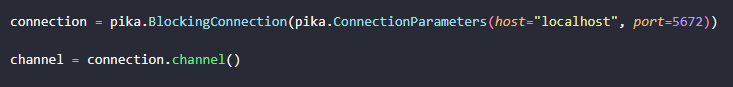 connection = pika.BlockingConnection(pika.ConnectionParameters(host="localhost", port=5672))
channel = connection.channel()